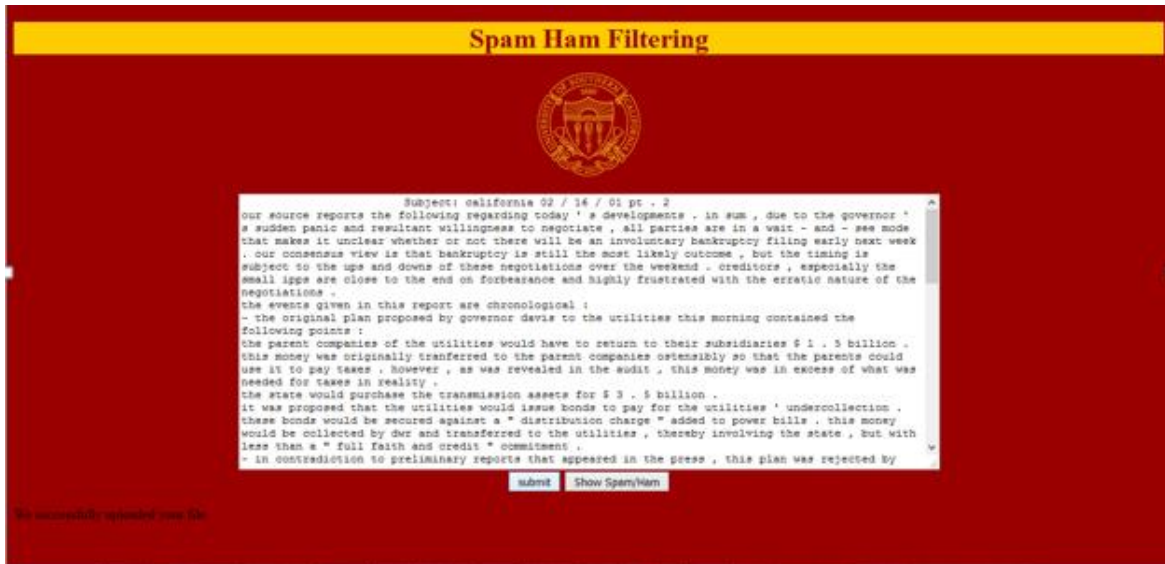 Spam Ham Filtering
UNIVERSITY OF SOUTHERN CALIFORNIA
1880
Subject: california 02 / 16 / 01 pt . 2
our source reports the following regarding today ' s developments . in sum , due to the governor '
s sudden panic and resultant willingness to negotiate , all parties are in a wait - and - see mode
that makes it unclear whether or not there will be an involuntary bankruptcy filing early next week
. our consensus view is that bankruptcy is still the most likely outcome , but the timing is
subject to the ups and downs of these negotiations over the weekend . creditors , especially the
small ipps are close to the end on forbearance and highly frustrated with the erratic nature of the
negotiations .
the events given in this report are chronological :
- the original plan proposed by governor davis to the utilities this morning contained the
following points :
the parent companies of the utilities would have to return to their subsidiaries $ 1 . 5 billion .
this money was originally tranferred to the parent companies ostensibly so that the parents could
use it to pay taxes . however , as was revealed in the audit , this money was in excess of what was
needed for taxes in reality .
the state would purchase the transmission assets for $ 3 . 5 billion .
it was proposed that the utilities would issue bonds to pay for the utilities ' undercollection .
these bonds would be secured against a " distribution charge " added to power bills . this money
would be collected by dwr and transferred to the utilities , thereby involving the state , but with
less than a " full faith and credit " commitment .
- in contradiction to preliminary reports that appeared in the press , this plan was rejected by
submit Show Spam/Ham
We successfully uploaded your file